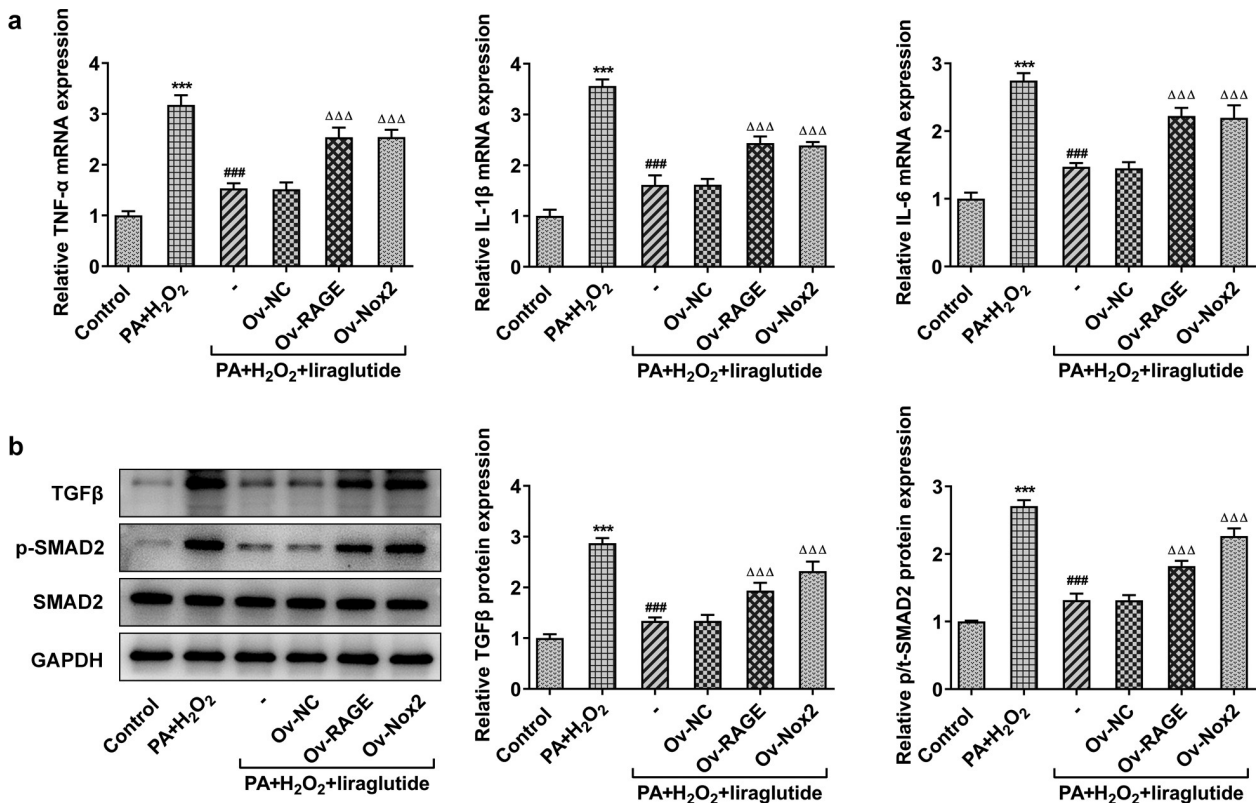 a
Relative TNF-α mRNA expression
4
3
2
1
0
***
###
ΔΔΔ
ΔΔΔ
Control
PA+H₂O₂
-
Ov-NC
Ov-RAGE
Ov-Nox2
PA+H₂O₂+liraglutide
Relative IL-1β mRNA expression
4
3
2
1
0
***
###
ΔΔΔ
ΔΔΔ
Control
PA+H₂O₂
-
Ov-NC
Ov-RAGE
Ov-Nox2
PA+H₂O₂+liraglutide
Relative IL-6 mRNA expression
3
2
1
0
***
###
ΔΔΔ
ΔΔΔ
Control
PA+H₂O₂
-
Ov-NC
Ov-RAGE
Ov-Nox2
PA+H₂O₂+liraglutide
b
TGFβ
p-SMAD2
SMAD2
GAPDH
Control
PA+H₂O₂
-
Ov-NC
Ov-RAGE
Ov-Nox2
PA+H₂O₂+liraglutide
Relative TGFβ protein expression
4
3
2
1
0
***
###
ΔΔΔ
ΔΔΔ
Control
PA+H₂O₂
-
Ov-NC
Ov-RAGE
Ov-Nox2
PA+H₂O₂+liraglutide
Relative p/t-SMAD2 protein expression
3
2
1
0
***
###
ΔΔΔ
ΔΔΔ
Control
PA+H₂O₂
-
Ov-NC
Ov-RAGE
Ov-Nox2
PA+H₂O₂+liraglutide